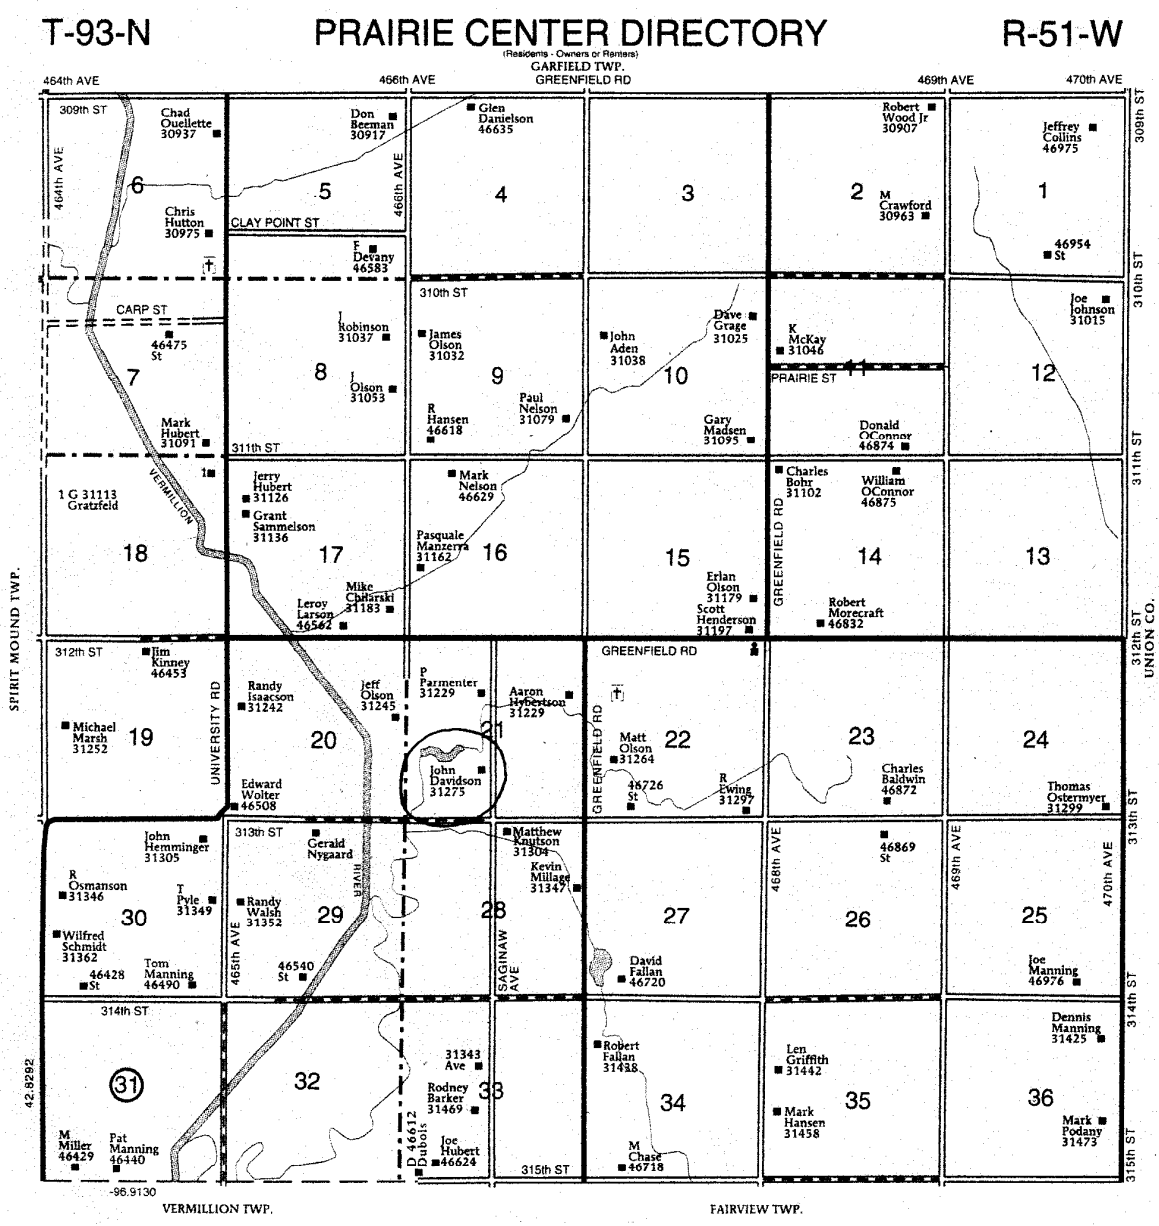 T-93-N
PRAIRIE CENTER DIRECTORY
R-51-W
(Residents - Owners or Renters)
GARFIELD TWP.
464th AVE
466th AVE
GREENFIELD RD
469th AVE
470th AVE
309th ST
309th ST
464th AVE
466th AVE
Chad
Ouellette
30937
6
Chris
Hutton
30975
Don
Beeman
30917
5
CLAY POINT ST
F
Devany
46583
Glen
Danielson
46635
4
3
Robert
Wood Jr
30907
2
M
Crawford
30963
Jeffrey
Collins
46975
1
46954
St
310th ST
310th ST
CARP ST
46475
St
7
Mark
Hubert
31091
J
Robinson
31037
8
J
Olson
31053
311th ST
James
Olson
31032
9
R
Hansen
46618
Paul
Nelson
31079
John
Aden
31038
Dave
Grage
31025
10
Gary
Madsen
31095
K
McKay
31046
11
PRAIRIE ST
Donald
OConnor
46874
Joe
Johnson
31015
12
311th ST
1
1 G 31113
Gratzfeld
VERMILLION
18
Jerry
Hubert
31126
Grant
Sammelson
31136
17
Mike
Chilarski
31183
Leroy
Larson
46562
Mark
Nelson
46629
Pasquale
Manzerra
31162
16
15
Erlan
Olson
31179
Scott
Henderson
31197
Charles
Bohr
31102
GREENFIELD RD
William
OConnor
46875
14
Robert
Morecraft
46832
13
SPIRIT MOUND TWP.
UNION CO.
312th ST
312th ST
GREENFIELD RD
Jim
Kinney
46453
Michael
Marsh
31252
19
UNIVERSITY RD
Randy
Isaacson
31242
Jeff
Olson
31245
20
Edward
Wolter
46508
P
Parmenter
31229
Aaron
Hybertson
31229
21
John
Davidson
31275
GREENFIELD RD
Matt
Olson
31264
22
46726
St
R
Ewing
31297
23
Charles
Baldwin
46872
24
Thomas
Ostermyer
31299
313th ST
313th ST
John
Hemminger
31305
R
Osmanson
31346
T
Pyle
31349
30
Wilfred
Schmidt
31362
46428
St
Tom
Manning
46490
Gerald
Nygaard
RIVER
Randy
Walsh
31352
29
465th AVE
46540
St
Matthew
Knutson
31304
Kevin
Millage
31347
28
SAGINAW
AVE
27
David
Fallan
46720
468th AVE
46869
St
26
469th AVE
470th AVE
25
Joe
Manning
46976
314th ST
314th ST
31
M
Miller
46429
Pat
Manning
46440
32
31343
Ave
Rodney
Barker
31469
33
D 46612
Dubois
Joe
Hubert
46624
315th ST
Robert
Fallan
31438
34
M
Chase
46718
Len
Griffith
31442
Mark
Hansen
31458
35
Dennis
Manning
31425
36
Mark
Podany
31473
315th ST
42.8292
-96.9130
VERMILLION TWP.
FAIRVIEW TWP.